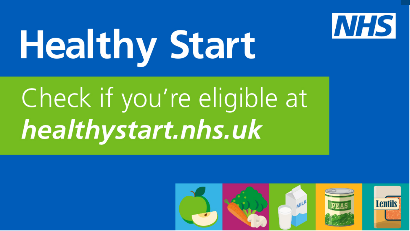 NHS
Healthy Start
Check if you're eligible at
healthystart.nhs.uk
MILK
PEAS
Lentils